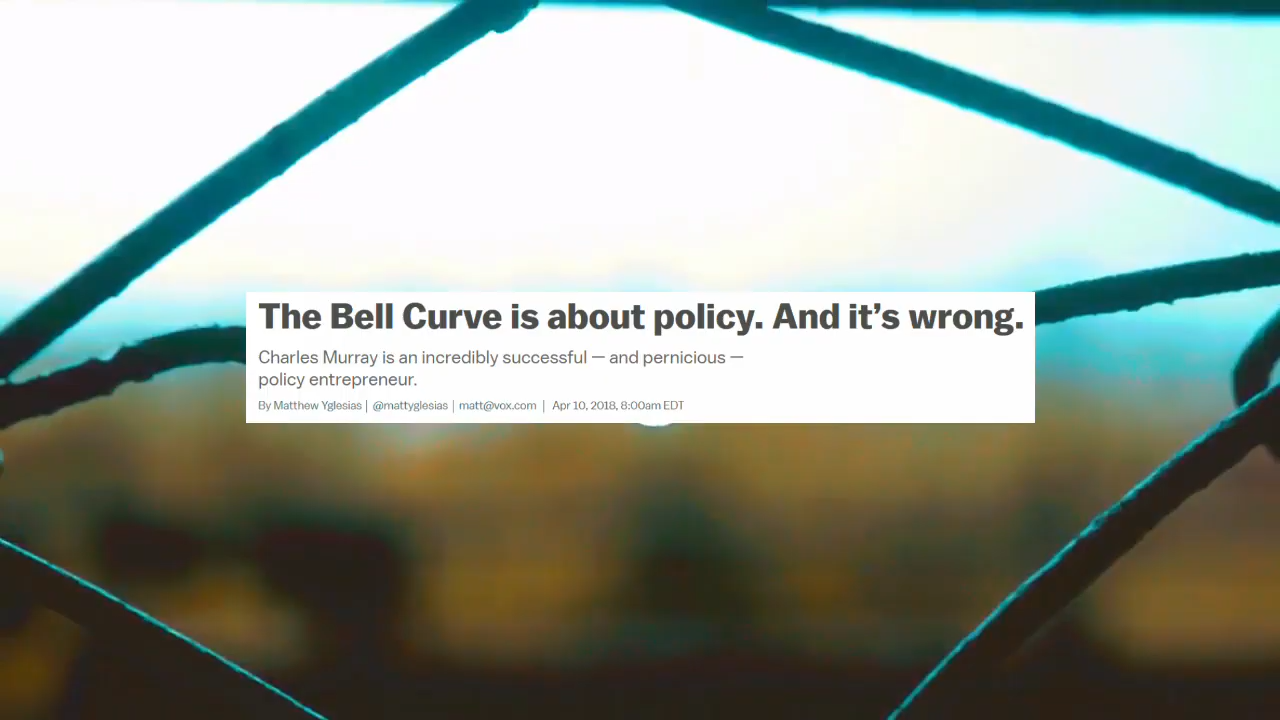 The Bell Curve is about policy. And it’s wrong.
Charles Murray is an incredibly successful — and pernicious —
policy entrepreneur.
By Matthew Yglesias | @mattyglesias | matt@vox.com | Apr 10, 2018, 8:00am EDT